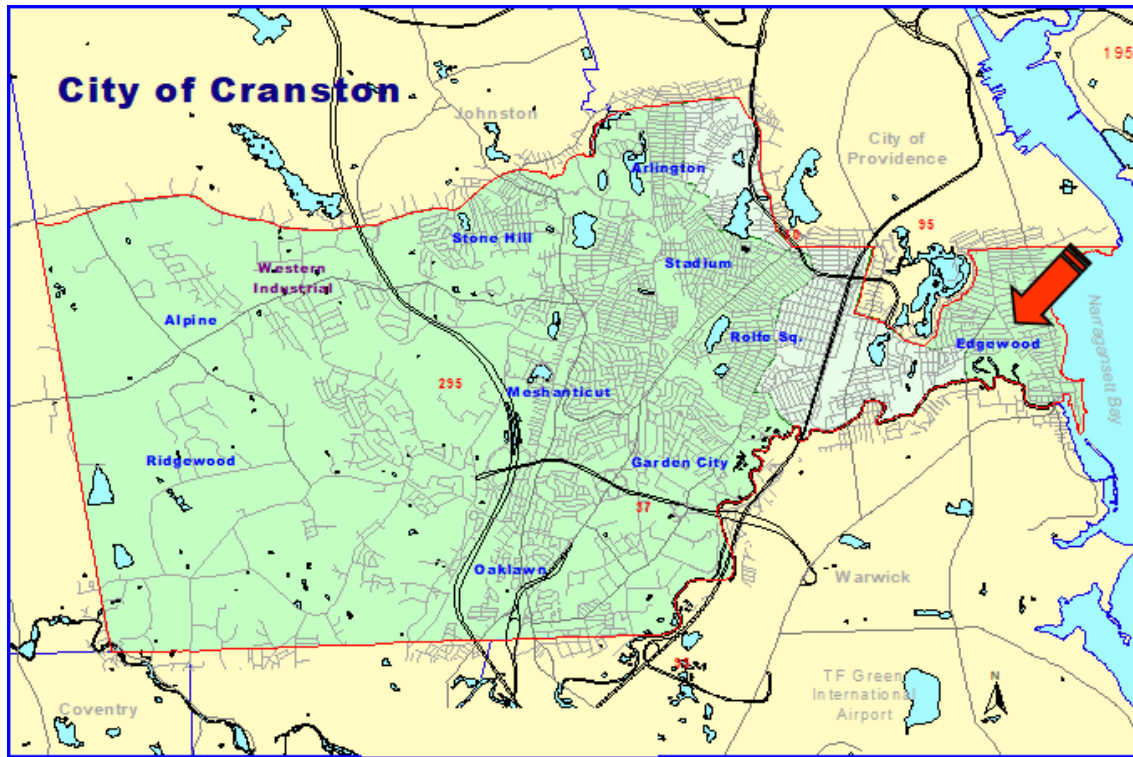 195
City of Cranston
Johnston
City of
Providence
Arlington
10
95
Stone Hill
Stadium
Western
Industrial
Alpine
Rolfe Sq.
Edgewood
Narragansett Bay
295
Meshanticut
Ridgewood
Garden City
37
Oaklawn
Warwick
N
TF Green
International
Airport
Coventry